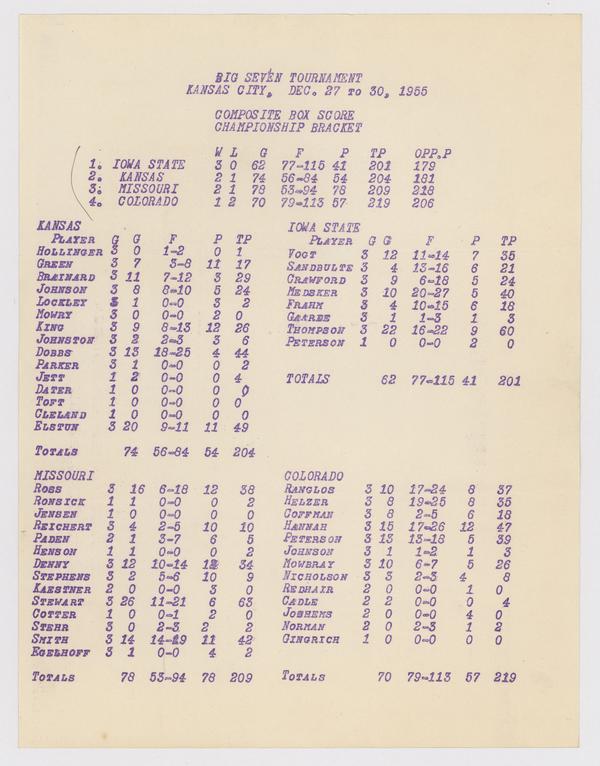 BIG SEVEN TOURNAMENT
KANSAS CITY, DEC. 27 TO 30, 1955
COMPOSITE BOX SCORE
CHAMPIONSHIP BRACKET
W L G F P TP OPP.P
1. IOWA STATE 3 0 62 77-115 41 201 179
2. KANSAS 2 1 74 56-84 54 204 181
3. MISSOURI 2 1 78 53-94 78 209 218
4. COLORADO 1 2 70 79-113 57 219 206
KANSAS
PLAYER G G F P TP
HOLLINGER 3 0 1-2 0 1
GREEN 3 7 3-8 11 17
BRAINARD 3 11 7-12 3 29
JOHNSON 3 8 8-10 5 24
LOCKLEY 3 1 0-0 3 2
MOWRY 3 0 0-0 2 0
KING 3 9 8-13 12 26
JOHNSTON 3 2 2-3 3 6
DOBBS 3 13 18-25 4 44
PARKER 3 1 0-0 0 2
JETT 1 2 0-0 0 4
DATER 1 0 0-0 0 0
TOFT 1 0 0-0 0 0
CLELAND 1 0 0-0 0 0
ELSTUN 3 20 9-11 11 49
TOTALS 74 56-84 54 204
IOWA STATE
PLAYER G G F P TP
VOGT 3 12 11-14 7 35
SANDBULTE 3 4 13-16 6 21
CRAWFORD 3 9 6-18 5 24
MEDSKER 3 10 20-27 5 40
FRAHM 3 4 10-15 6 18
GAARDE 3 1 1-3 1 3
THOMPSON 3 22 16-22 9 60
PETERSON 1 0 0-0 2 0
TOTALS 62 77-115 41 201
MISSOURI
ROSS 3 16 6-18 12 38
RONSICK 1 1 0-0 0 2
JENSEN 1 0 0-0 0 0
REICHERT 3 4 2-5 10 10
PADEN 2 1 3-7 6 5
HENSON 1 1 0-0 0 2
DENNY 3 12 10-14 12 34
STEPHENS 3 2 5-6 10 9
KAESTNER 2 0 0-0 3 0
STEWART 3 26 11-21 6 63
COTTER 1 0 0-1 2 0
STEHR 3 0 2-3 2 2
SMITH 3 14 14-19 11 42
EGELHOFF 3 1 0-0 4 2
TOTALS 78 53-94 78 209
COLORADO
RANGLOS 3 10 17-24 8 37
HELZER 3 8 19-25 8 35
COFFMAN 3 8 2-5 6 18
HANNAH 3 15 17-26 12 47
PETERSON 3 13 13-18 5 39
JOHNSON 3 1 1-2 1 3
MOWBRAY 3 10 6-7 5 26
NICHOLSON 3 3 2-3 4 8
REDHAIR 2 0 0-0 1 0
CADLE 2 2 0-0 0 4
JOSHEMS 2 0 0-0 4 0
NORMAN 2 0 2-3 1 2
GINGRICH 1 0 0-0 0 0
TOTALS 70 79-113 57 219